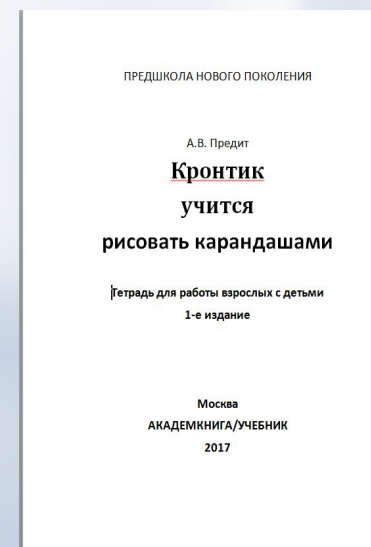 ПРЕДШКОЛА НОВОГО ПОКОЛЕНИЯ
А.В. Предит
Кронтик
учится
рисовать карандашами
Тетрадь для работы взрослых с детьми
1-е издание
Москва
АКАДЕМКНИГА/УЧЕБНИК
2017